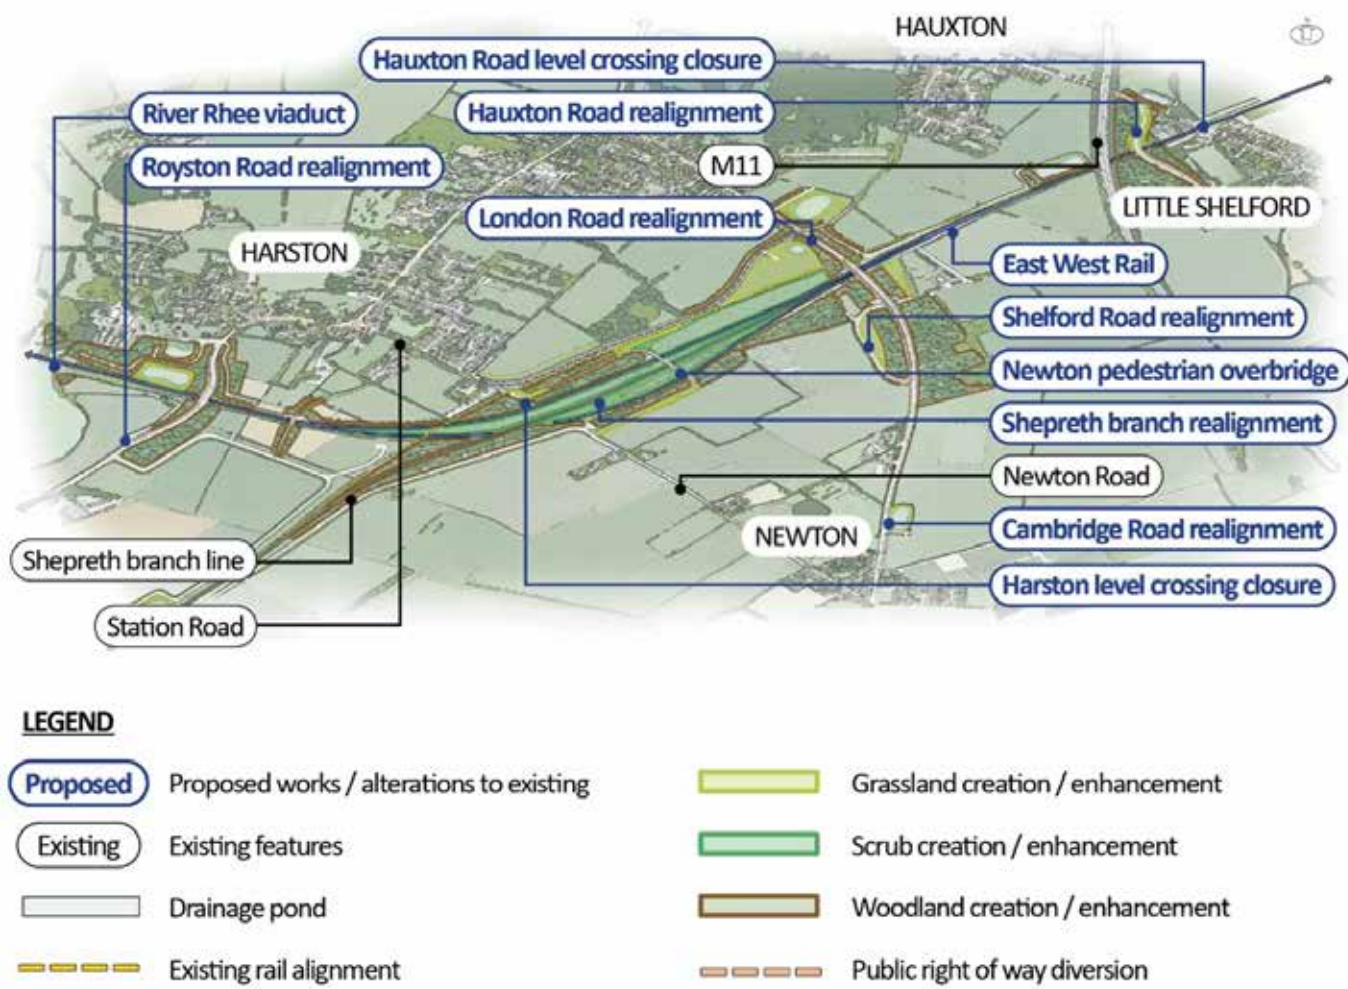 HAUXTON
Hauxton Road level crossing closure
River Rhee viaduct
Hauxton Road realignment
Royston Road realignment
M11
LITTLE SHELFORD
London Road realignment
HARSTON
East West Rail
Shelford Road realignment
Newton pedestrian overbridge
Shepreth branch realignment
Newton Road
NEWTON
Cambridge Road realignment
Shepreth branch line
Harston level crossing closure
Station Road
LEGEND
Proposed Proposed works / alterations to existing
Grassland creation / enhancement
Existing Existing features
Scrub creation / enhancement
Drainage pond
Woodland creation / enhancement
Existing rail alignment
Public right of way diversion